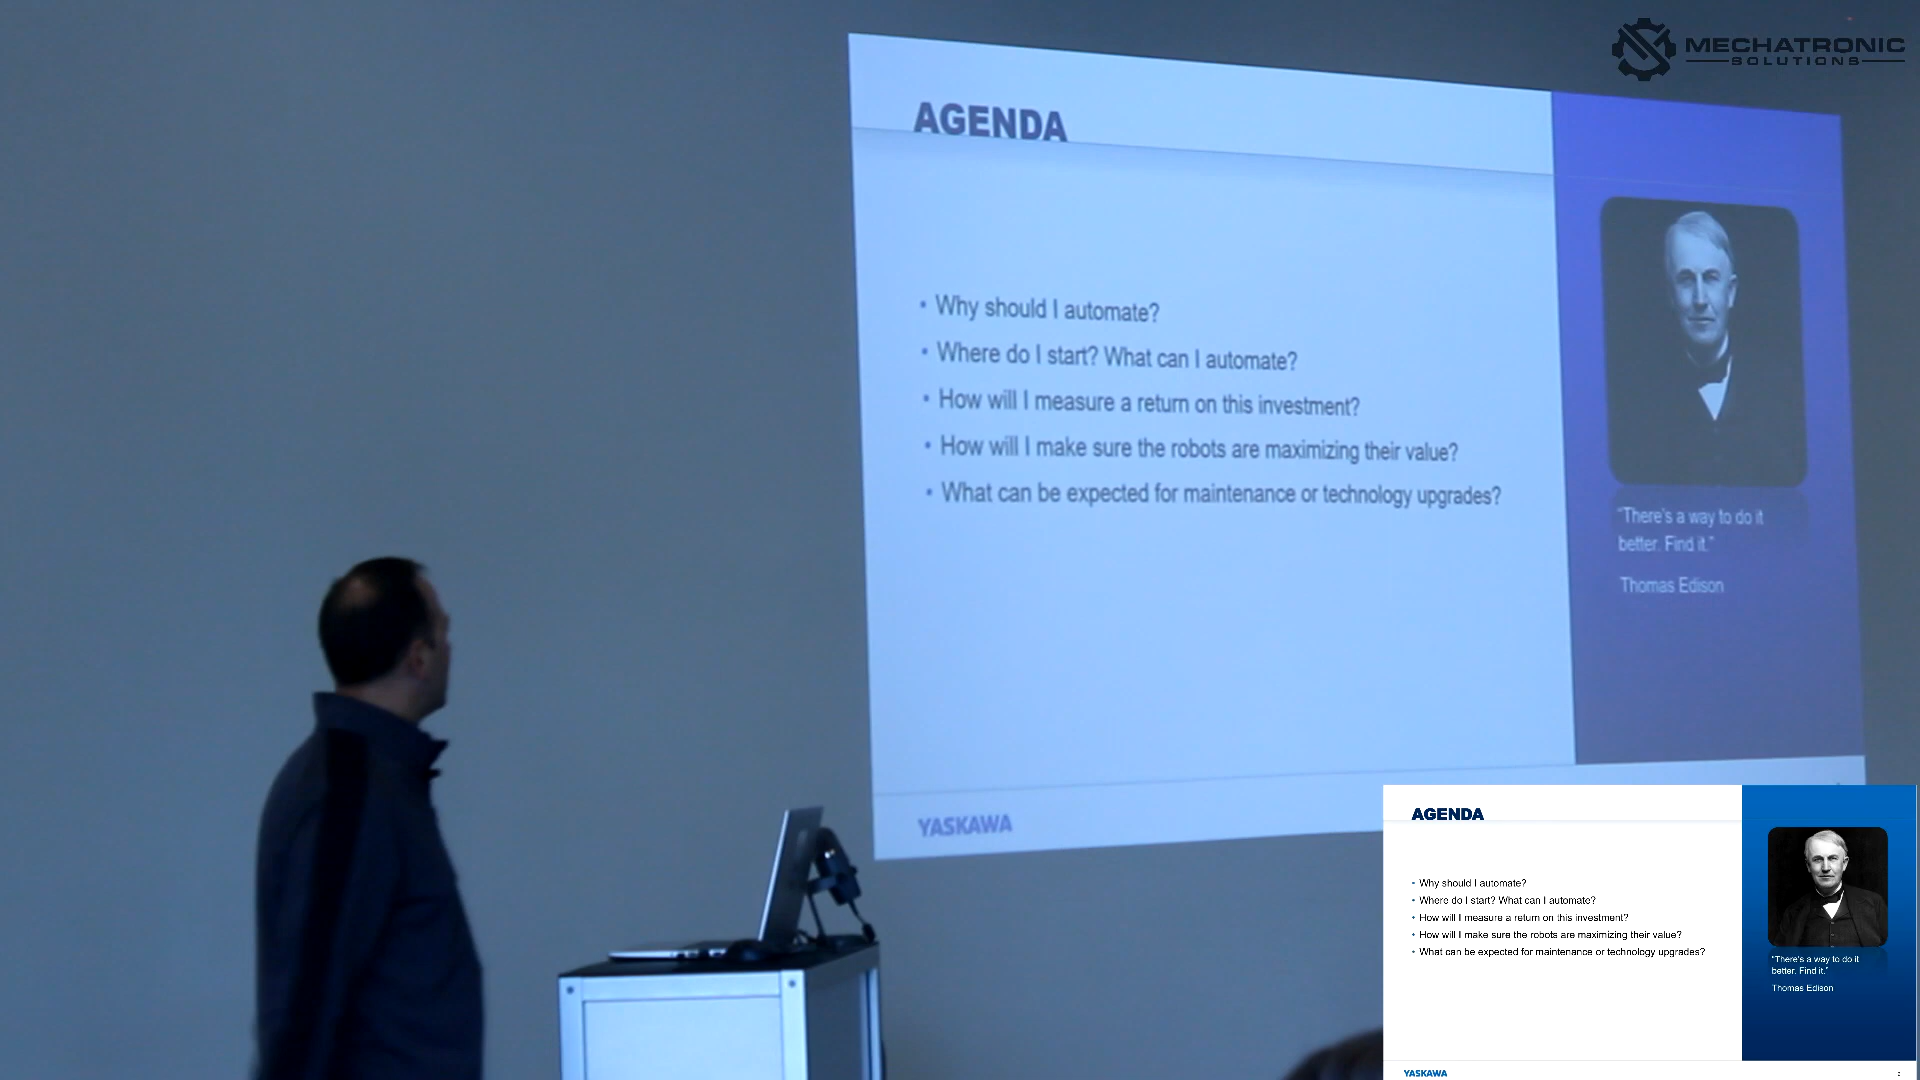 MECHATRONIC
SOLUTIONS
AGENDA
• Why should I automate?
• Where do I start? What can I automate?
• How will I measure a return on this investment?
• How will I make sure the robots are maximizing their value?
• What can be expected for maintenance or technology upgrades?
“There's a way to do it
better. Find it.”
Thomas Edison
YASKAWA
AGENDA
• Why should I automate?
• Where do I start? What can I automate?
• How will I measure a return on this investment?
• How will I make sure the robots are maximizing their value?
• What can be expected for maintenance or technology upgrades?
“There's a way to do it
better. Find it.”
Thomas Edison
YASKAWA